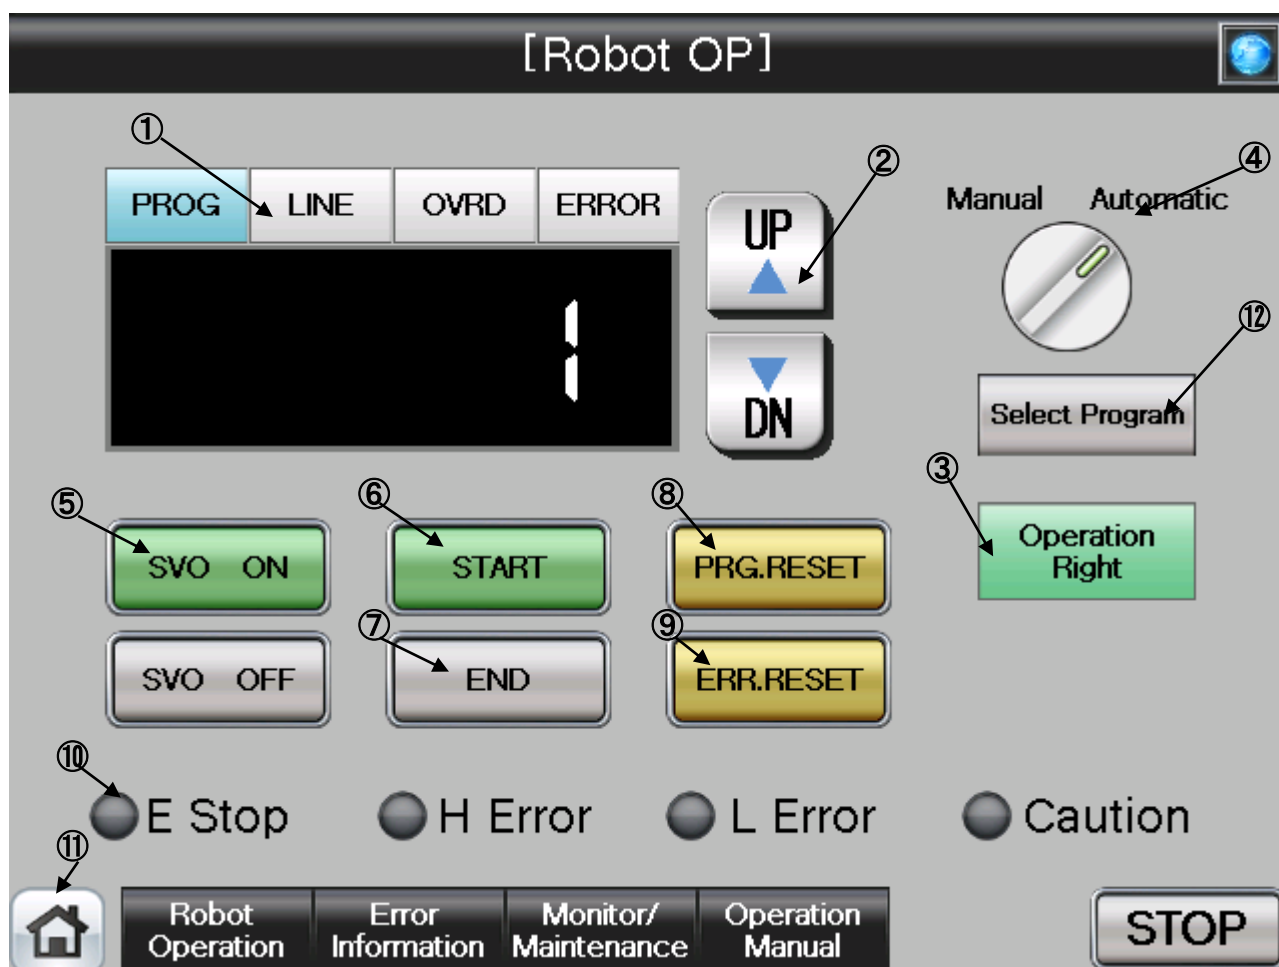 [Robot OP]
①
②
④
PROG LINE OVRD ERROR
UP
Manual Automatic
1
⑫
DN
Select Program
③
⑤ ⑥ ⑧
SVO ON START PRG.RESET
Operation
Right
⑦ ⑨
SVO OFF END ERR.RESET
⑩
E Stop H Error L Error Caution
⑪
Robot
Operation
Error
Information
Monitor/
Maintenance
Operation
Manual
STOP